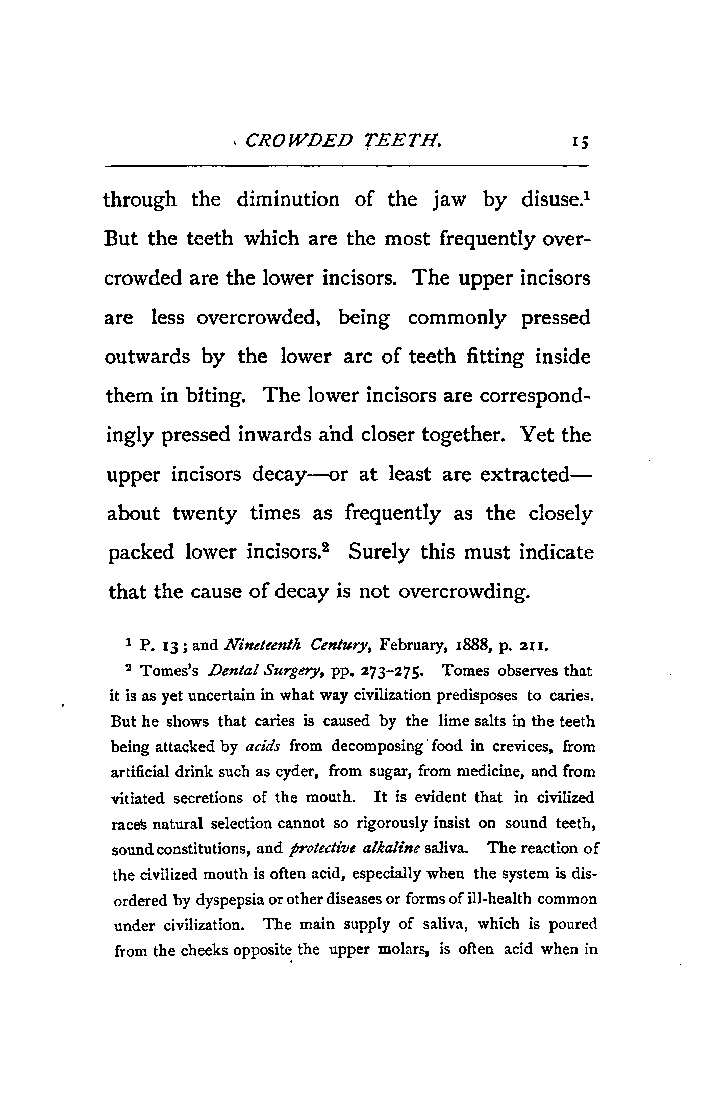 CROWDED TEETH. 15
through the diminution of the jaw by disuse.¹
But the teeth which are the most frequently over-
crowded are the lower incisors. The upper incisors
are less overcrowded, being commonly pressed
outwards by the lower arc of teeth fitting inside
them in biting. The lower incisors are correspond-
ingly pressed inwards and closer together. Yet the
upper incisors decay—or at least are extracted—
about twenty times as frequently as the closely
packed lower incisors.² Surely this must indicate
that the cause of decay is not overcrowding.
¹ P. 13; and Nineteenth Century, February, 1888, p. 211.
² Tomes's Dental Surgery, pp. 273–275. Tomes observes that
it is as yet uncertain in what way civilization predisposes to caries.
But he shows that caries is caused by the lime salts in the teeth
being attacked by acids from decomposing food in crevices, from
artificial drink such as cyder, from sugar, from medicine, and from
vitiated secretions of the mouth. It is evident that in civilized
races natural selection cannot so rigorously insist on sound teeth,
sound constitutions, and protective alkaline saliva. The reaction of
the civilized mouth is often acid, especially when the system is dis-
ordered by dyspepsia or other diseases or forms of ill-health common
under civilization. The main supply of saliva, which is poured
from the cheeks opposite the upper molars, is often acid when in